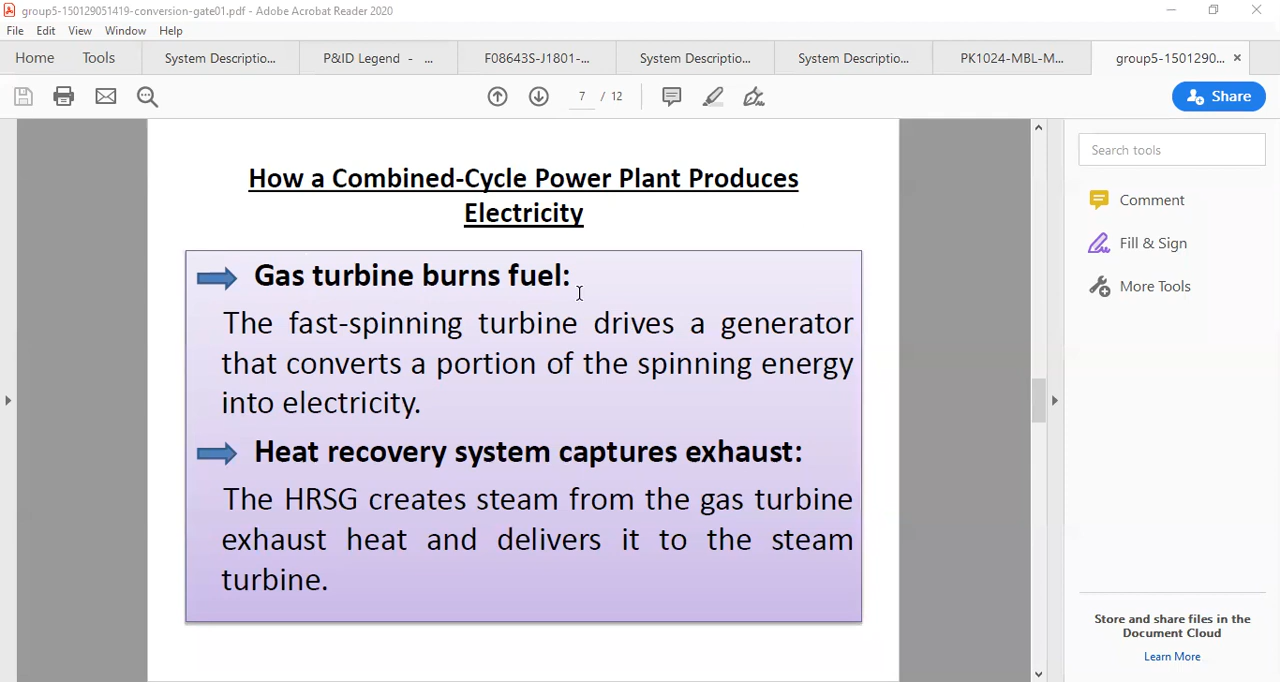 group5-150129051419-conversion-gate01.pdf - Adobe Acrobat Reader 2020
File Edit View Window Help
Home Tools System Descriptio... P&ID Legend - ... F08643S-J1801-... System Descriptio... System Descriptio... PK1024-MBL-M... group5-1501290...
7 / 12 Share
How a Combined-Cycle Power Plant Produces
Electricity
Gas turbine burns fuel:
The fast-spinning turbine drives a generator
that converts a portion of the spinning energy
into electricity.
Heat recovery system captures exhaust:
The HRSG creates steam from the gas turbine
exhaust heat and delivers it to the steam
turbine.
Search tools
Comment
Fill & Sign
More Tools
Store and share files in the
Document Cloud
Learn More